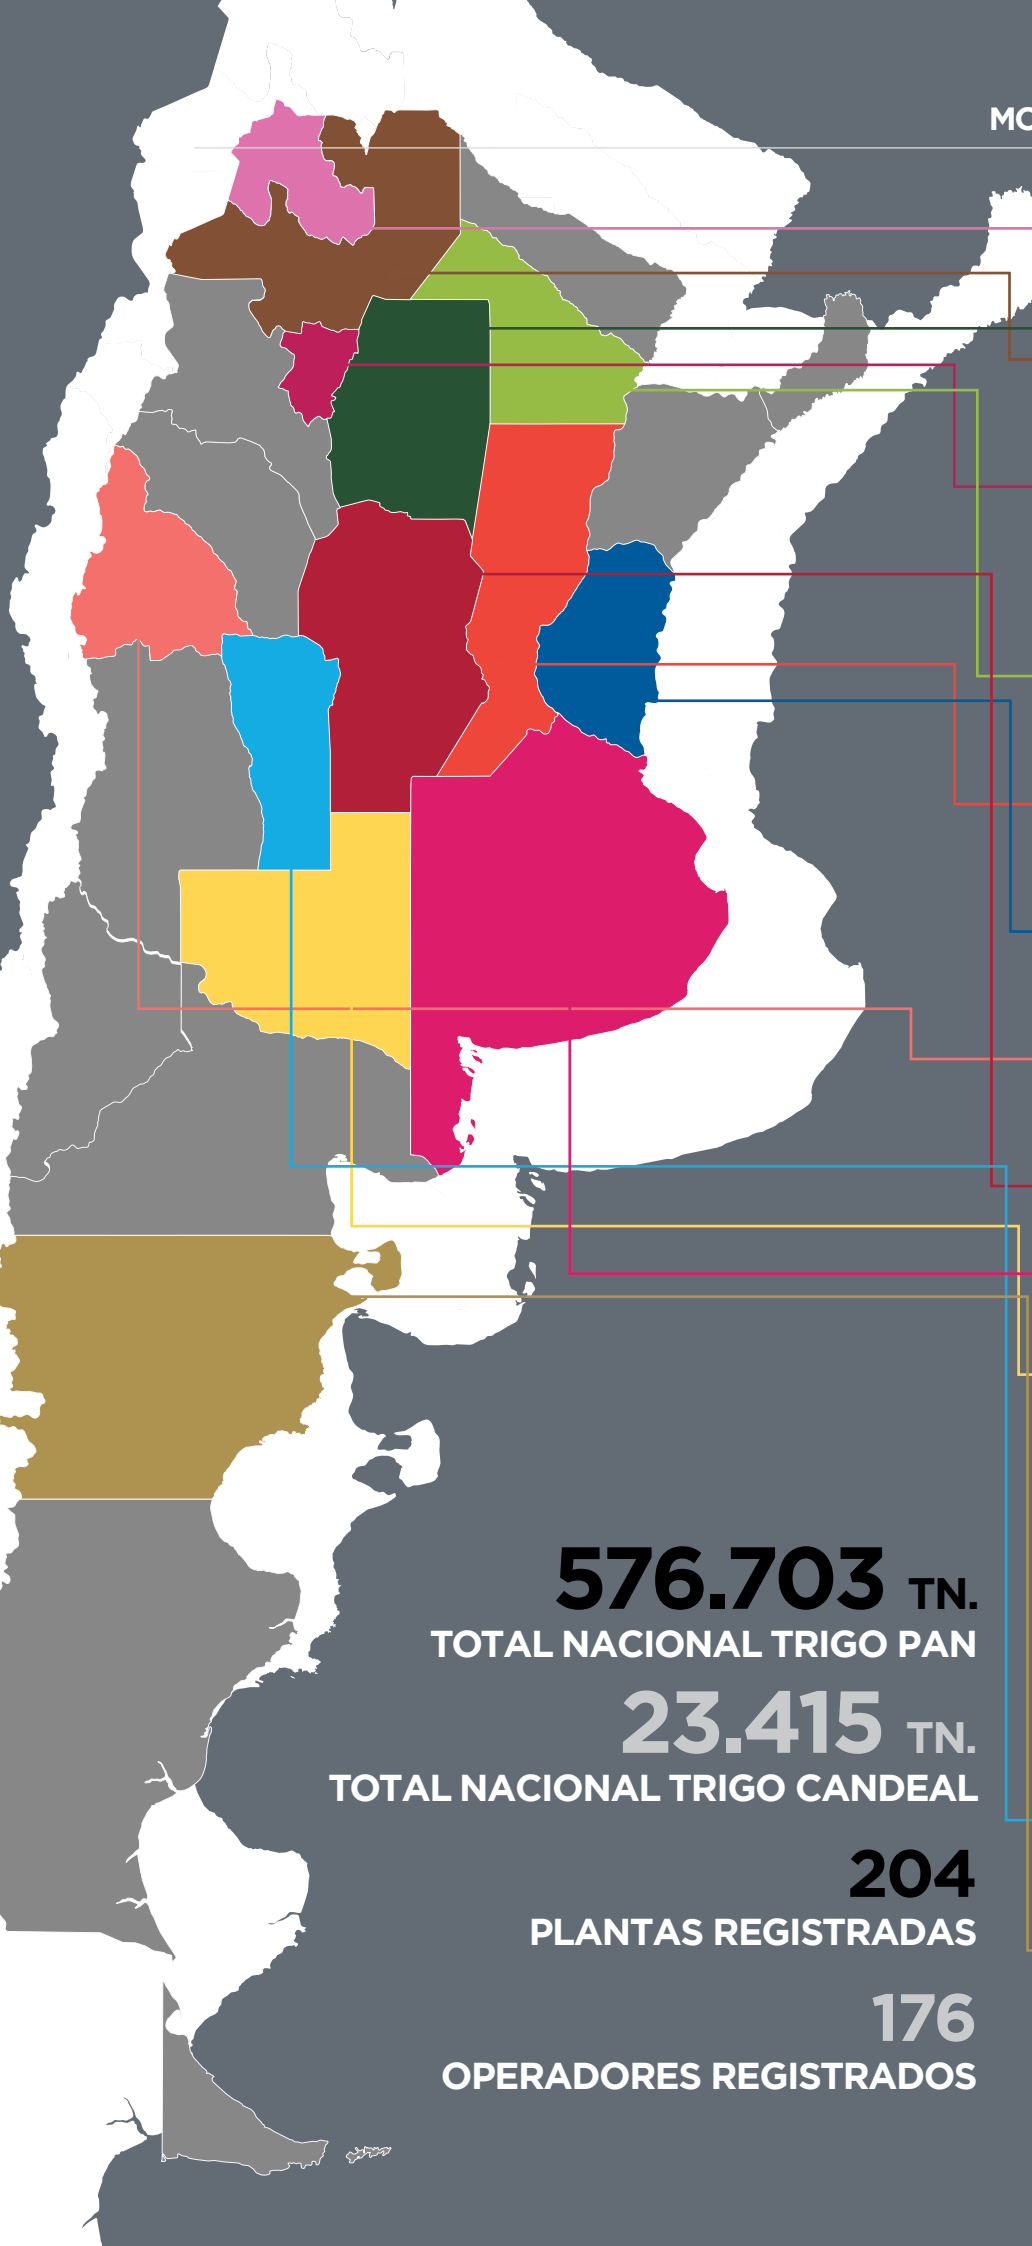 MO
576.703 TN.
TOTAL NACIONAL TRIGO PAN
23.415 TN.
TOTAL NACIONAL TRIGO CANDEAL
204
PLANTAS REGISTRADAS
176
OPERADORES REGISTRADOS